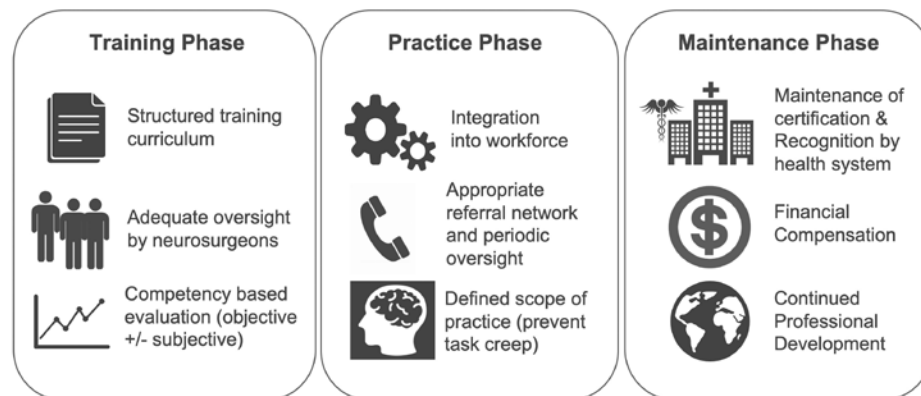 Training Phase
Structured training
curriculum
Adequate oversight
by neurosurgeons
Competency based
evaluation (objective
+/- subjective)
Practice Phase
Integration
into workforce
Appropriate
referral network
and periodic
oversight
Defined scope of
practice (prevent
task creep)
Maintenance Phase
Maintenance of
certification &
Recognition by
health system
Financial
Compensation
Continued
Professional
Development